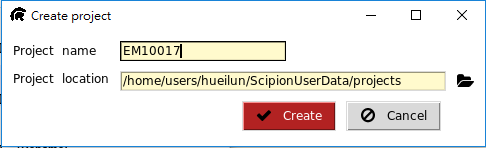 Create project
Project name EM10017
Project location /home/users/hueilun/ScipionUserData/projects
Create Cancel